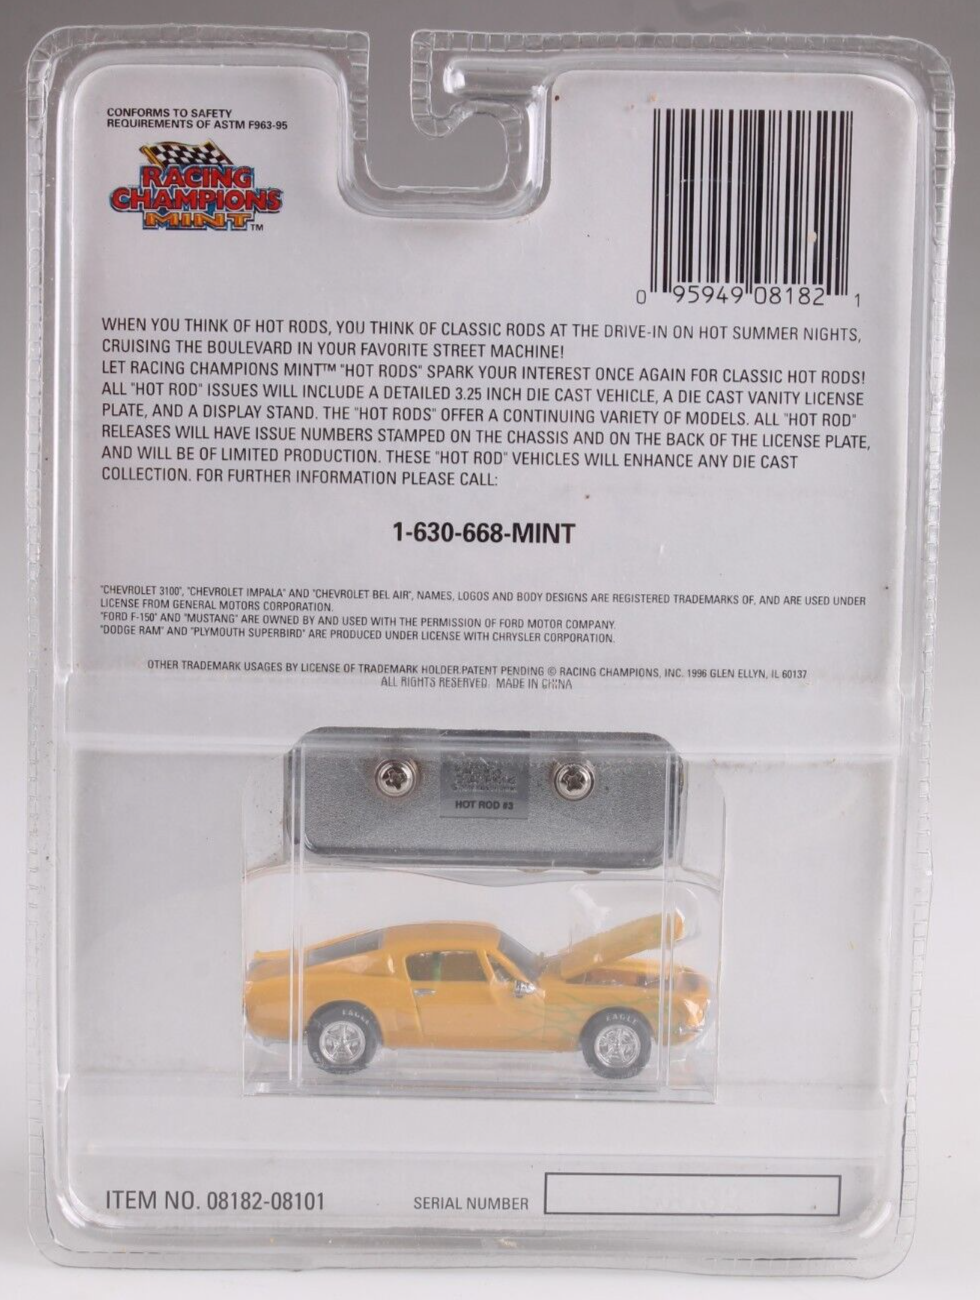 CONFORMS TO SAFETY
REQUIREMENTS OF ASTM F963-95
RACING
CHAMPIONS
MINT™
0 95949 08182 1
WHEN YOU THINK OF HOT RODS, YOU THINK OF CLASSIC RODS AT THE DRIVE-IN ON HOT SUMMER NIGHTS,
CRUISING THE BOULEVARD IN YOUR FAVORITE STREET MACHINE!
LET RACING CHAMPIONS MINT™ "HOT RODS" SPARK YOUR INTEREST ONCE AGAIN FOR CLASSIC HOT RODS!
ALL "HOT ROD" ISSUES WILL INCLUDE A DETAILED 3.25 INCH DIE CAST VEHICLE, A DIE CAST VANITY LICENSE
PLATE, AND A DISPLAY STAND. THE "HOT RODS" OFFER A CONTINUING VARIETY OF MODELS. ALL "HOT ROD"
RELEASES WILL HAVE ISSUE NUMBERS STAMPED ON THE CHASSIS AND ON THE BACK OF THE LICENSE PLATE,
AND WILL BE OF LIMITED PRODUCTION. THESE "HOT ROD" VEHICLES WILL ENHANCE ANY DIE CAST
COLLECTION. FOR FURTHER INFORMATION PLEASE CALL:
1-630-668-MINT
"CHEVROLET 3100", "CHEVROLET IMPALA" AND "CHEVROLET BEL AIR", NAMES, LOGOS AND BODY DESIGNS ARE REGISTERED TRADEMARKS OF, AND ARE USED UNDER
LICENSE FROM GENERAL MOTORS CORPORATION.
"FORD F-150" AND "MUSTANG" ARE OWNED BY AND USED WITH THE PERMISSION OF FORD MOTOR COMPANY.
"DODGE RAM" AND "PLYMOUTH SUPERBIRD" ARE PRODUCED UNDER LICENSE WITH CHRYSLER CORPORATION.
OTHER TRADEMARK USAGES BY LICENSE OF TRADEMARK HOLDER.PATENT PENDING © RACING CHAMPIONS, INC. 1996 GLEN ELLYN, IL 60137
ALL RIGHTS RESERVED. MADE IN CHINA
HOT ROD #3
EAGLE
EAGLE
ITEM NO. 08182-08101
SERIAL NUMBER